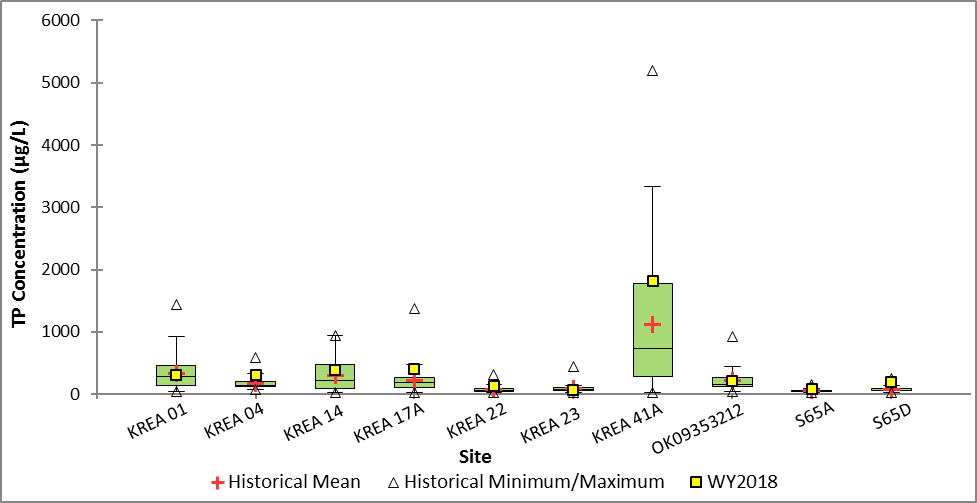 6000
5000
4000
3000
2000
1000
0
TP Concentration (µg/L)
KREA 01
KREA 04
KREA 14
KREA 17A
KREA 22
KREA 23
KREA 41A
OK09353212
S65A
S65D
Site
Historical Mean
Historical Minimum/Maximum
WY2018